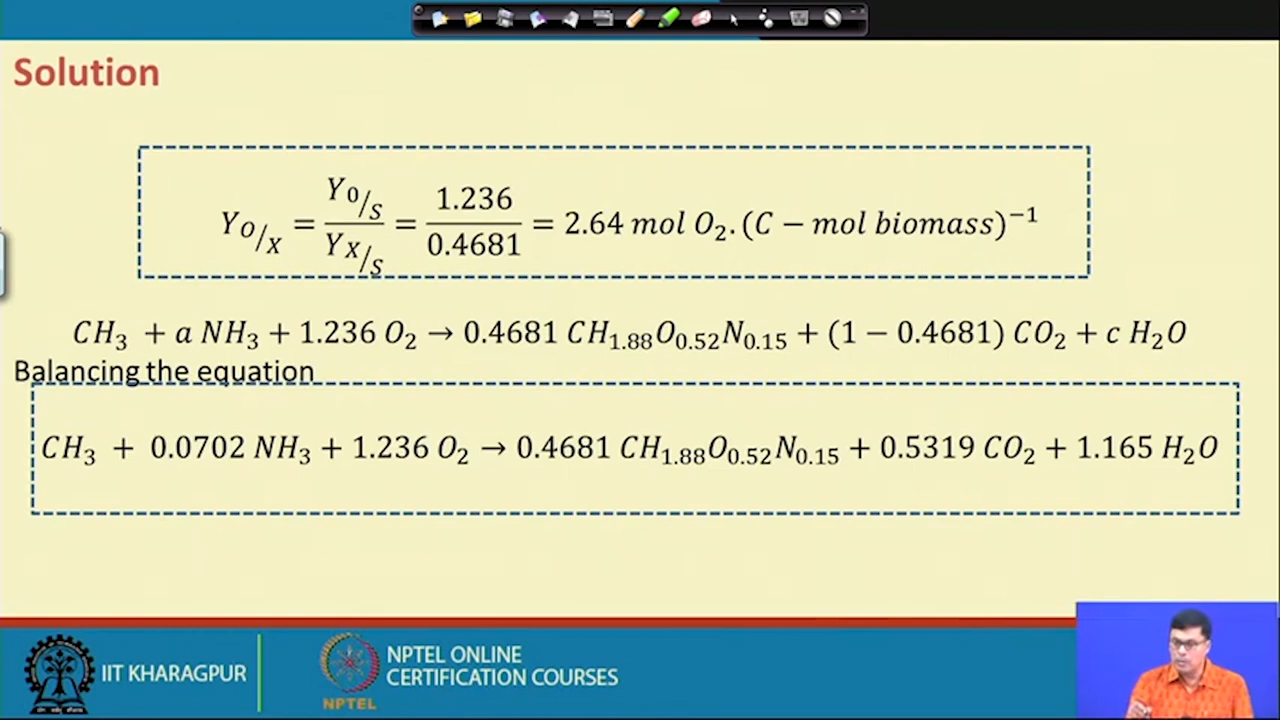 Solution
Y_{O/X} = \frac{Y_{0/S}}{Y_{X/S}} = \frac{1.236}{0.4681} = 2.64 mol O₂.(C − mol biomass)⁻¹
CH₃ + a NH₃ + 1.236 O₂ → 0.4681 CH₁.₈₈O₀.₅₂N₀.₁₅ + (1 − 0.4681) CO₂ + c H₂O
Balancing the equation
CH₃ + 0.0702 NH₃ + 1.236 O₂ → 0.4681 CH₁.₈₈O₀.₅₂N₀.₁₅ + 0.5319 CO₂ + 1.165 H₂O
IIT KHARAGPUR
NPTEL
NPTEL ONLINE
CERTIFICATION COURSES